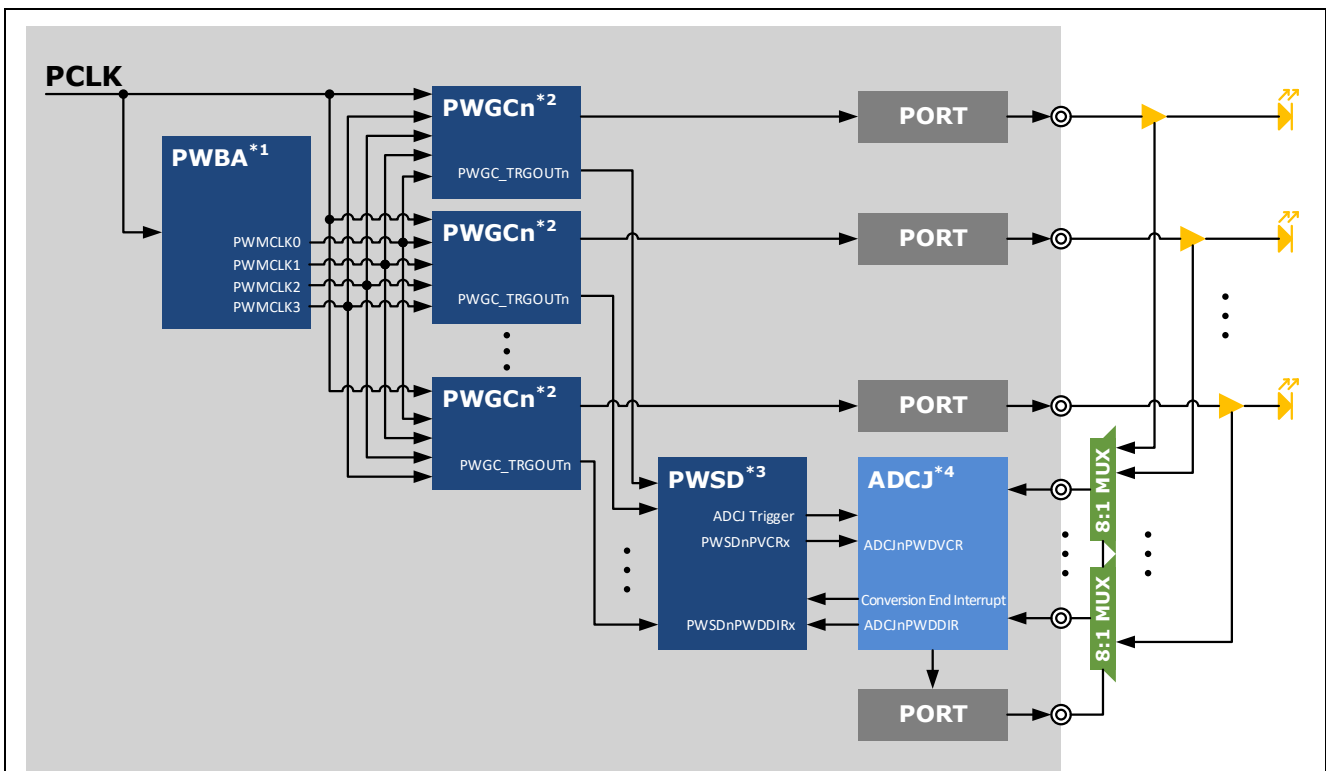 PCLK
PWBA*1
PWMCLK0
PWMCLK1
PWMCLK2
PWMCLK3
PWGCn*2
PWGC_TRGOUTn
PWGCn*2
PWGC_TRGOUTn
PWGCn*2
PWGC_TRGOUTn
PORT
PORT
PORT
PWSD*3
ADCJ Trigger
PWSDnPVCRx
PWSDnPWDDIRx
ADCJ*4
ADCJnPWDVCR
Conversion End Interrupt
ADCJnPWDDIR
PORT
8:1 MUX
8:1 MUX